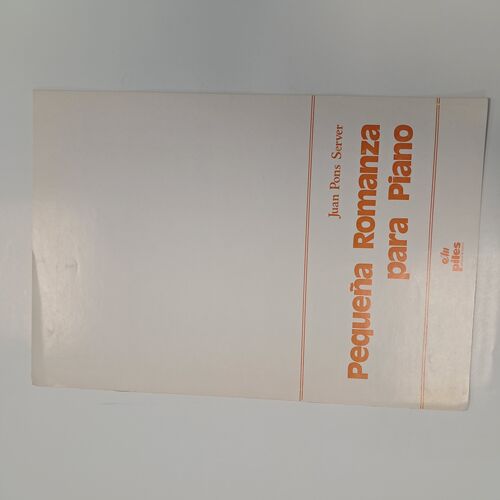 Juan Pons Server
Pequeña Romanza
para Piano
piles